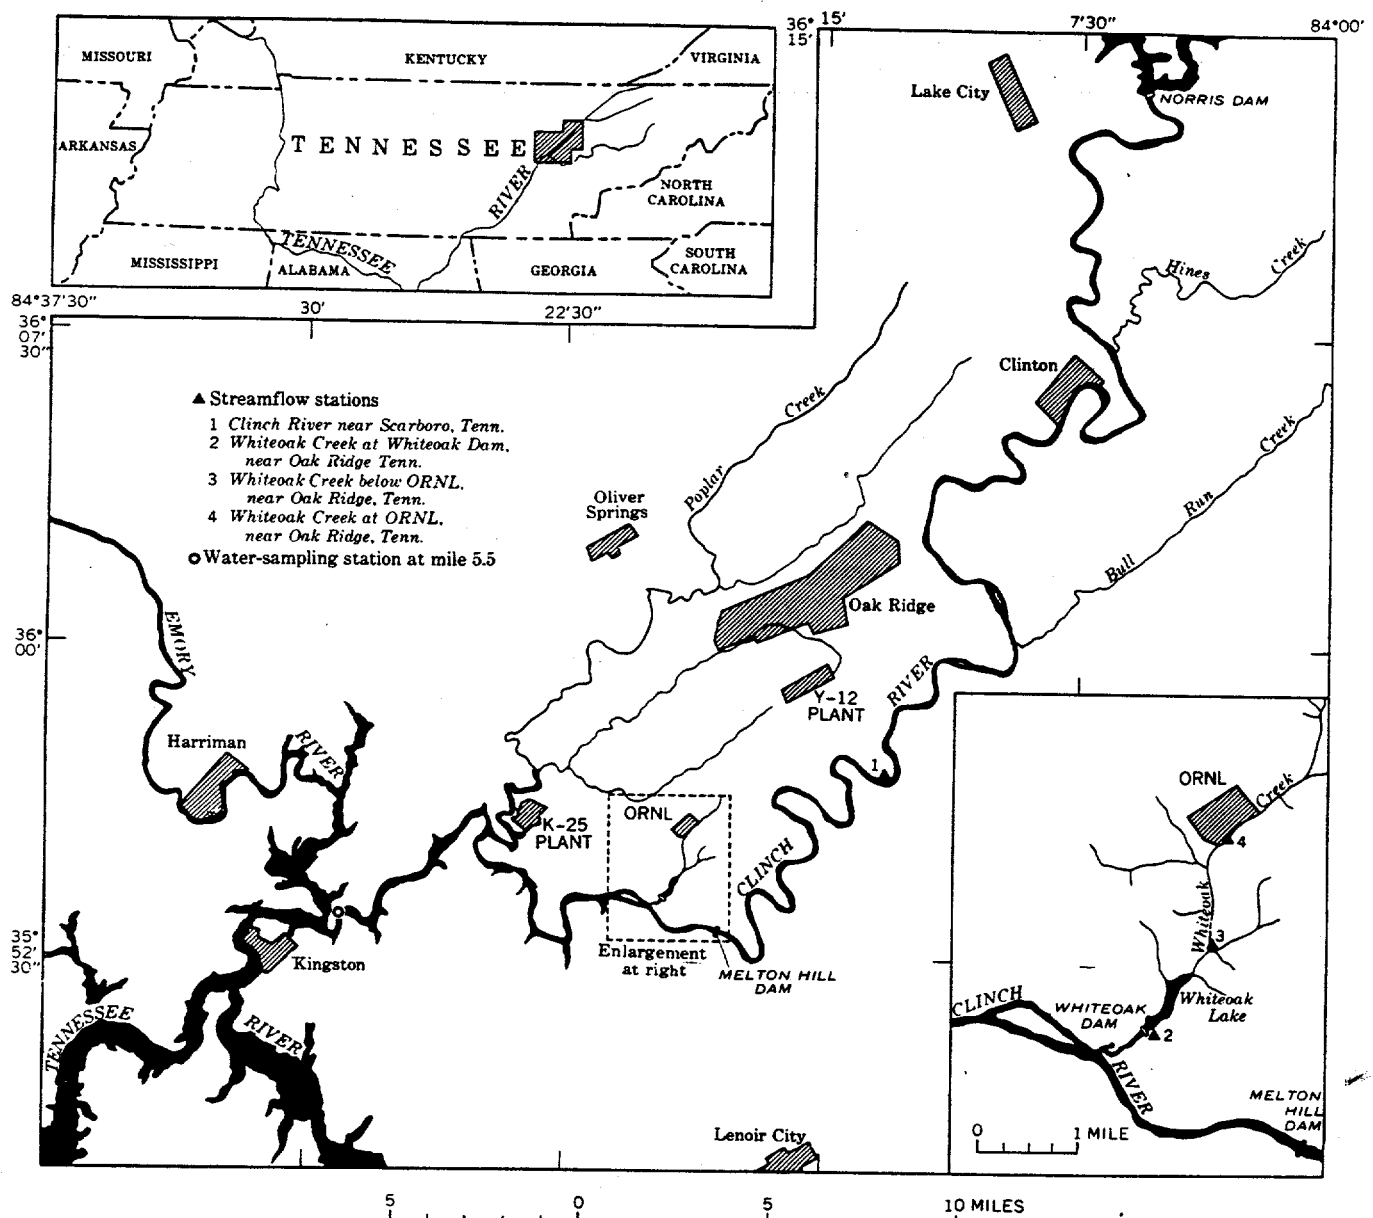 36° 15' 7'30" 84°00'
15'
MISSOURI
KENTUCKY
VIRGINIA
ARKANSAS
TENNESSEE
RIVER
NORTH
CAROLINA
TENNESSEE
MISSISSIPPI
ALABAMA
GEORGIA
SOUTH
CAROLINA
84°37'30"
30'
22'30"
36°
07'
30"
Lake City
NORRIS DAM
Hines Creek
Clinton
Poplar Creek
Bull Run Creek
▲ Streamflow stations
1 Clinch River near Scarboro, Tenn.
2 Whiteoak Creek at Whiteoak Dam,
near Oak Ridge Tenn.
3 Whiteoak Creek below ORNL,
near Oak Ridge, Tenn.
4 Whiteoak Creek at ORNL,
near Oak Ridge, Tenn.
Water-sampling station at mile 5.5
Oliver
Springs
Oak Ridge
36°
00'
EMORY
RIVER
Harriman
Y-12
PLANT
RIVER
1
CLINCH
ORNL
K-25
PLANT
35°
52'
30"
Kingston
Enlargement
at right
MELTON HILL
DAM
TENNESSEE
RIVER
Lenoir City
ORNL
Creek
4
Whiteoak
3
Whiteoak
Lake
CLINCH
WHITEOAK
DAM
2
RIVER
MELTON
HILL
DAM
0 1 MILE
5 0 5 10 MILES